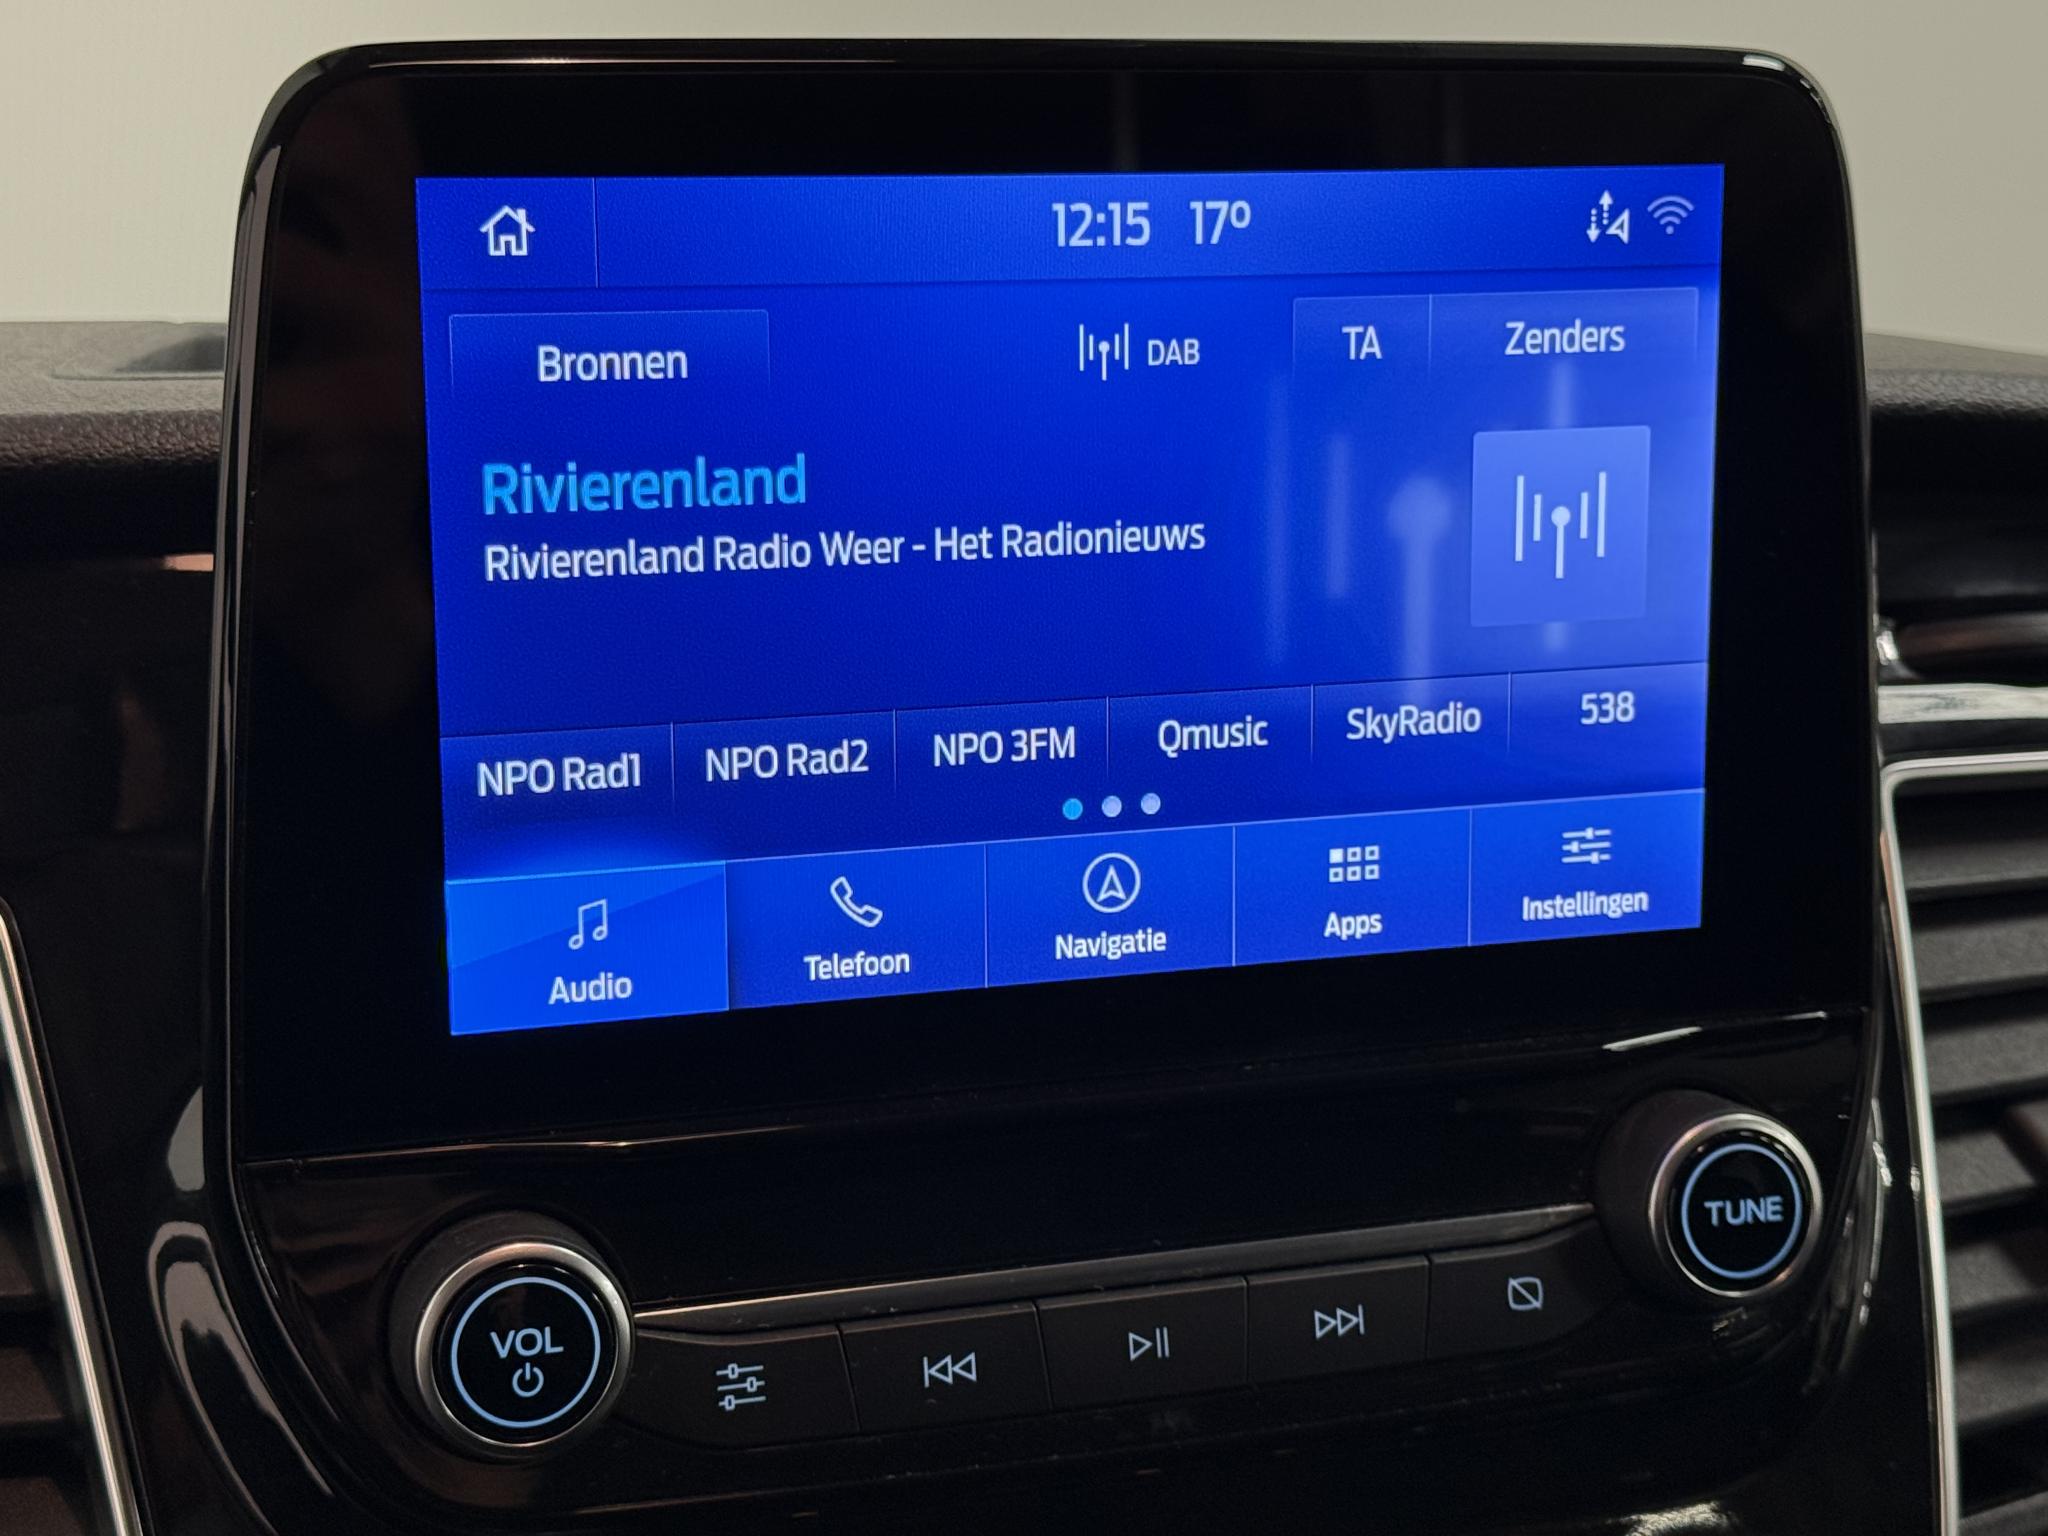 12:15 17º
Bronnen DAB TA Zenders
Rivierenland
Rivierenland Radio Weer - Het Radionieuws
NPO Rad1 NPO Rad2 NPO 3FM Qmusic SkyRadio 538
Audio Telefoon Navigatie Apps Instellingen
TUNE
VOL